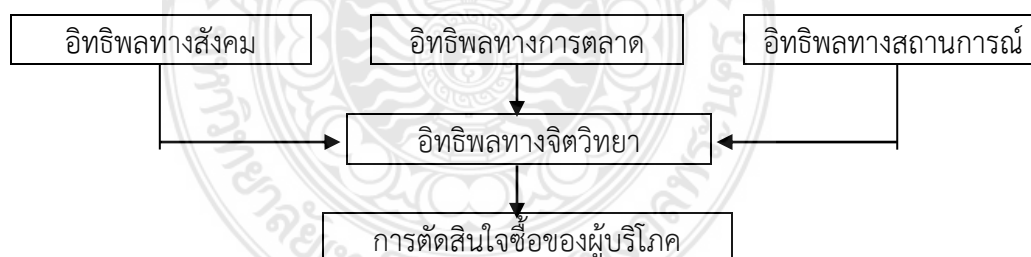 อิทธิพลทางสังคม
อิทธิพลทางการตลาด
อิทธิพลทางสถานการณ์
อิทธิพลทางจิตวิทยา
การตัดสินใจซื้อของผู้บริโภค